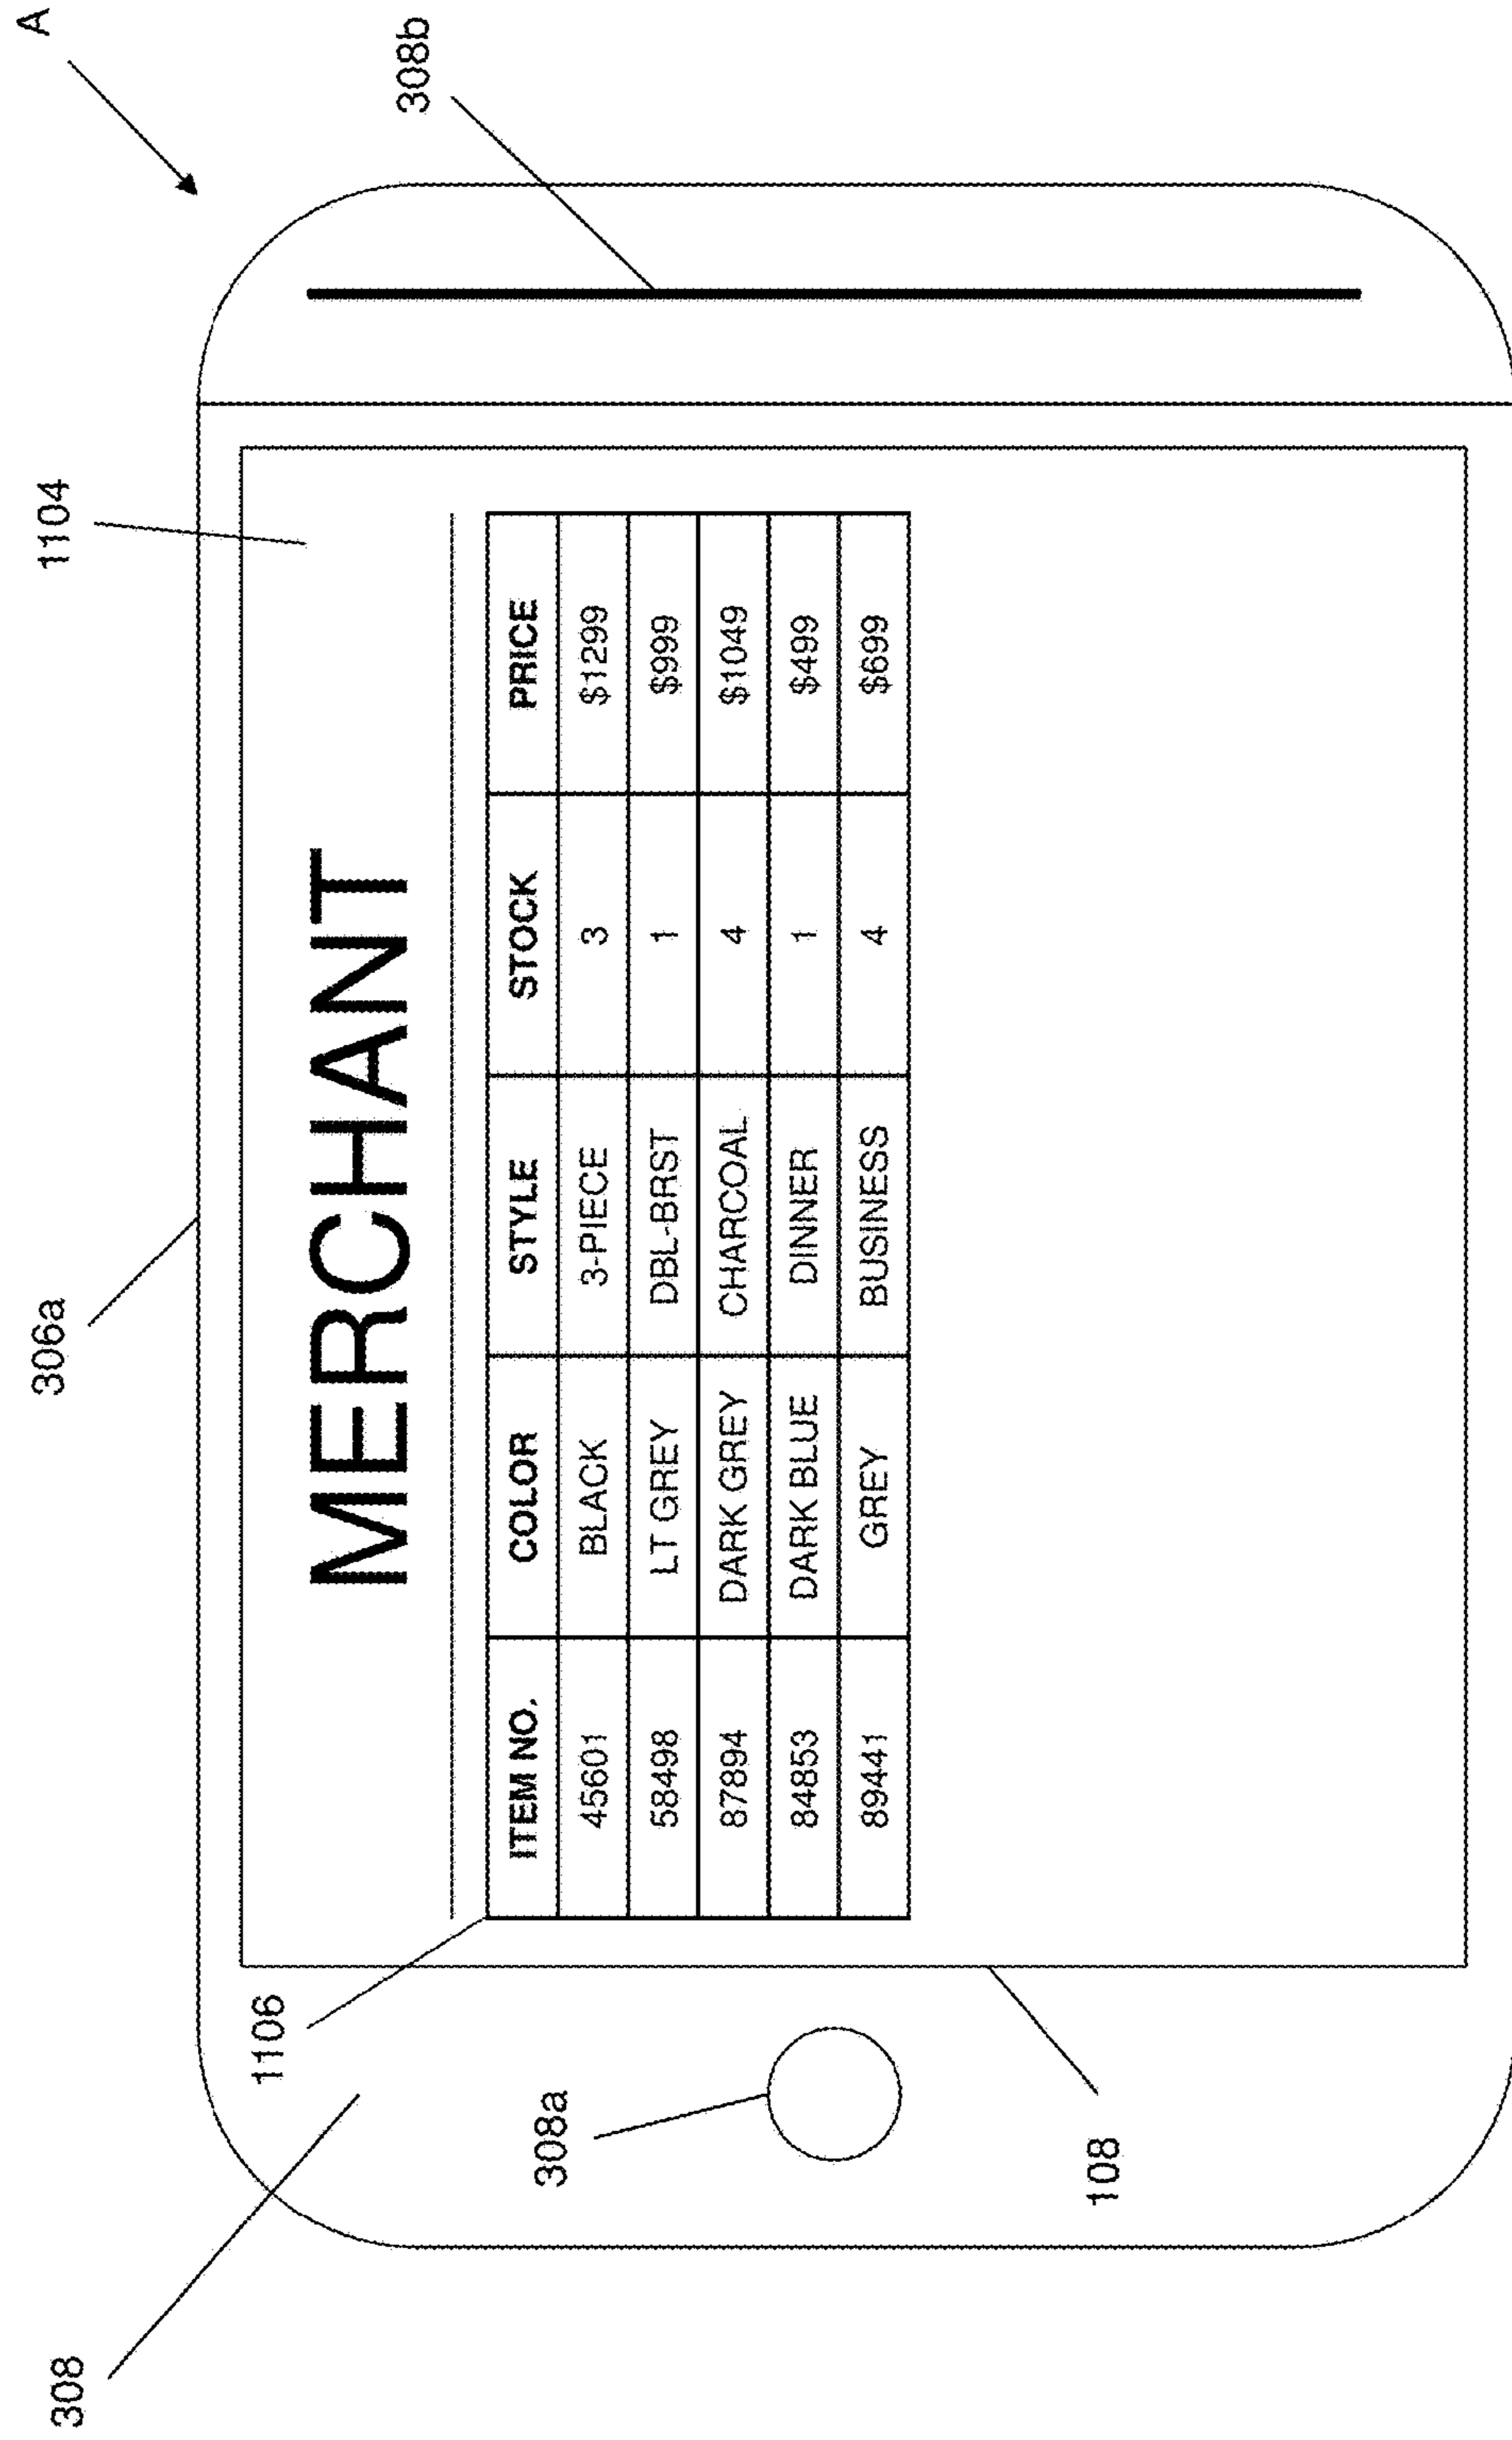 A
308b
1104
306a
MERCHANT
ITEM NO. COLOR STYLE STOCK PRICE
45601 BLACK 3-PIECE 3 $1299
58498 LT GREY DBL-BRST 1 $999
87894 DARK GREY CHARCOAL 4 $1049
84853 DARK BLUE DINNER 1 $499
89441 GREY BUSINESS 4 $699
1106
308
308a
108